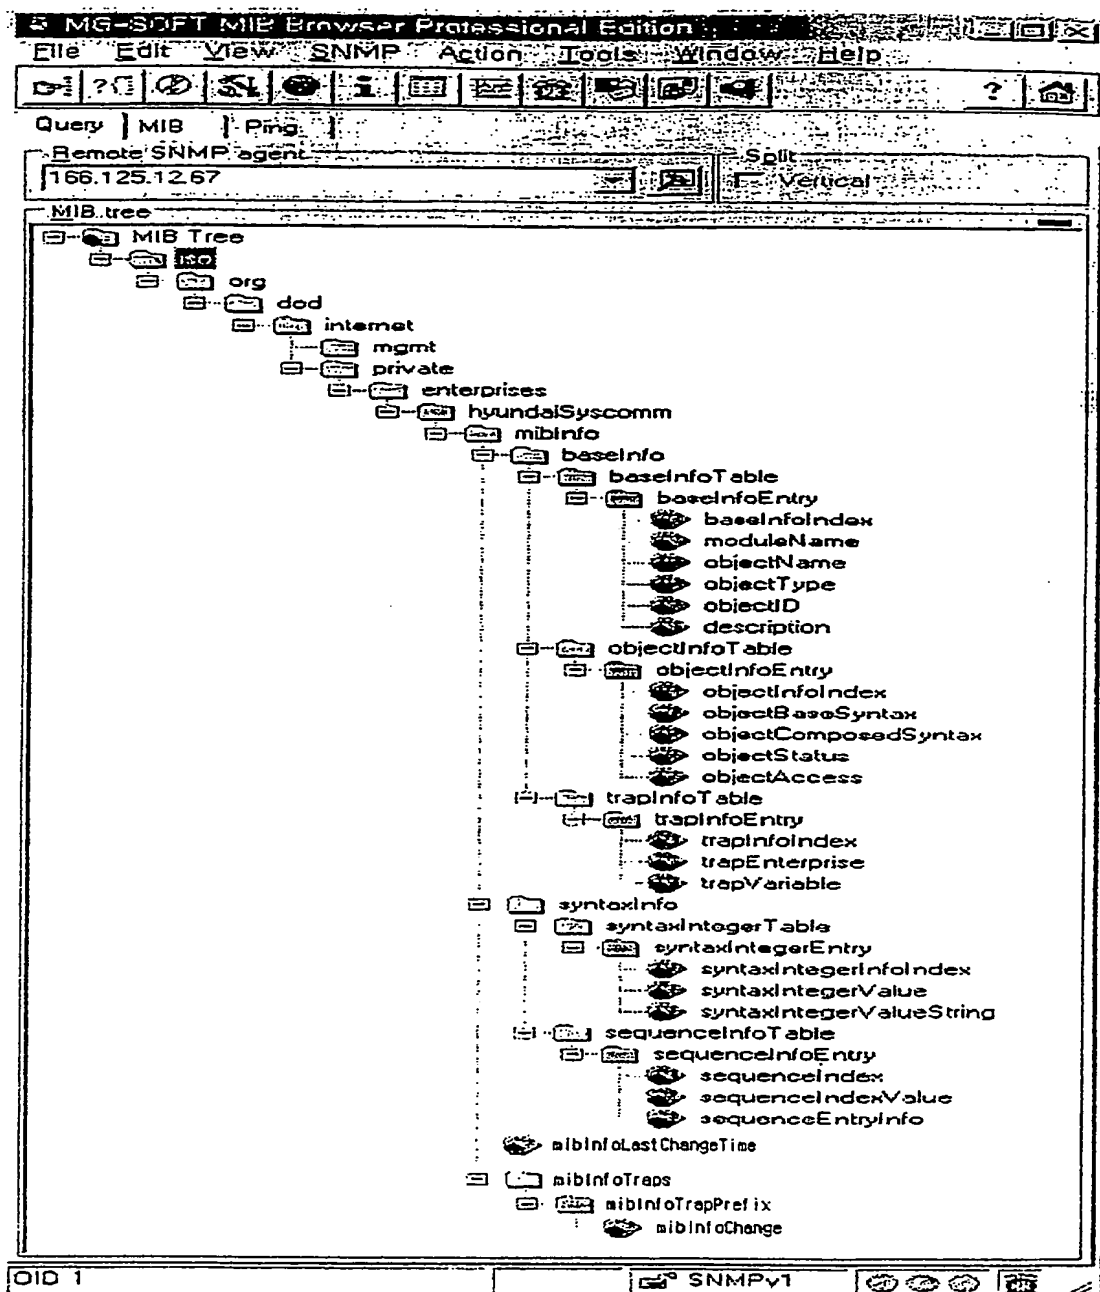 MG-SOFT MIB Browser Professional Edition
File Edit View SNMP Action Tools Window Help
Query MIB Ping
Remote SNMP agent
Split
166.125.12.67
Vertical
MIB tree
MIB Tree
iso
org
dod
internet
mgmt
private
enterprises
hyundaiSyscomm
mibInfo
baseInfo
baseInfoTable
baseInfoEntry
baseInfoIndex
moduleName
objectName
objectType
objectID
description
objectInfoTable
objectInfoEntry
objectInfoIndex
objectBaseSyntax
objectComposedSyntax
objectStatus
objectAccess
trapInfoTable
trapInfoEntry
trapInfoIndex
trapEnterprise
trapVariable
syntaxInfo
syntaxIntegerTable
syntaxIntegerEntry
syntaxIntegerInfoIndex
syntaxIntegerValue
syntaxIntegerValueString
sequenceInfoTable
sequenceInfoEntry
sequenceIndex
sequenceIndexValue
sequenceEntryInfo
mibInfoLastChangeTime
mibInfoTraps
mibInfoTrapPrefix
mibInfoChange
OID 1 SNMPv1